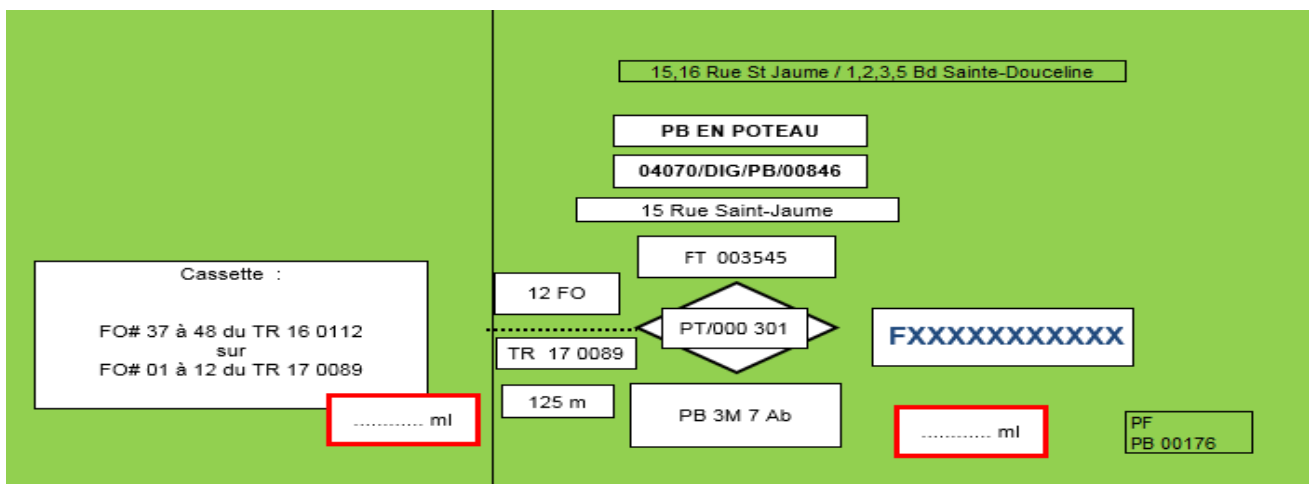 15,16 Rue St Jaume / 1,2,3,5 Bd Sainte-Douceline
PB EN POTEAU
04070/DIG/PB/00846
15 Rue Saint-Jaume
FT 003545
Cassette :
FO# 37 à 48 du TR 16 0112
sur
FO# 01 à 12 du TR 17 0089
............ ml
12 FO
TR 17 0089
125 m
PT/000 301
PB 3M 7 Ab
FXXXXXXXXXXX
............ ml
PF
PB 00176